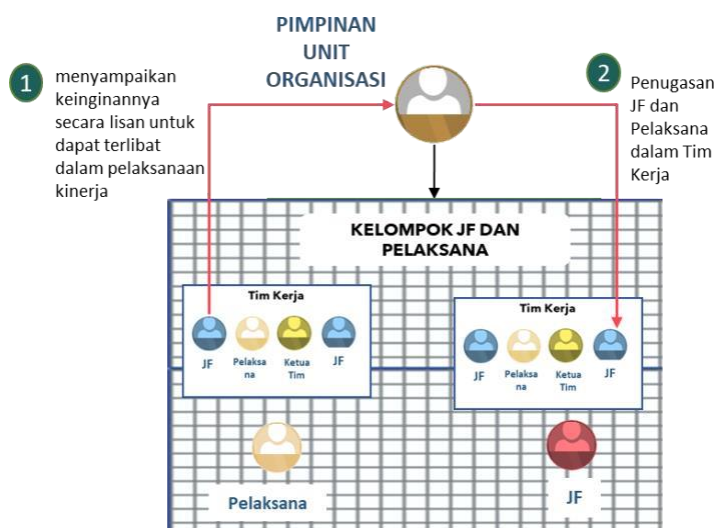 PIMPINAN
UNIT
ORGANISASI
1
menyampaikan
keinginannya
secara lisan untuk
dapat terlibat
dalam pelaksanaan
kinerja
2
Penugasan
JF dan
Pelaksana
dalam Tim
Kerja
KELOMPOK JF DAN
PELAKSANA
Tim Kerja
JF
Pelaksa
na
Ketua
Tim
JF
Tim Kerja
JF
Pelaksa
na
Ketua
Tim
JF
Pelaksana
JF